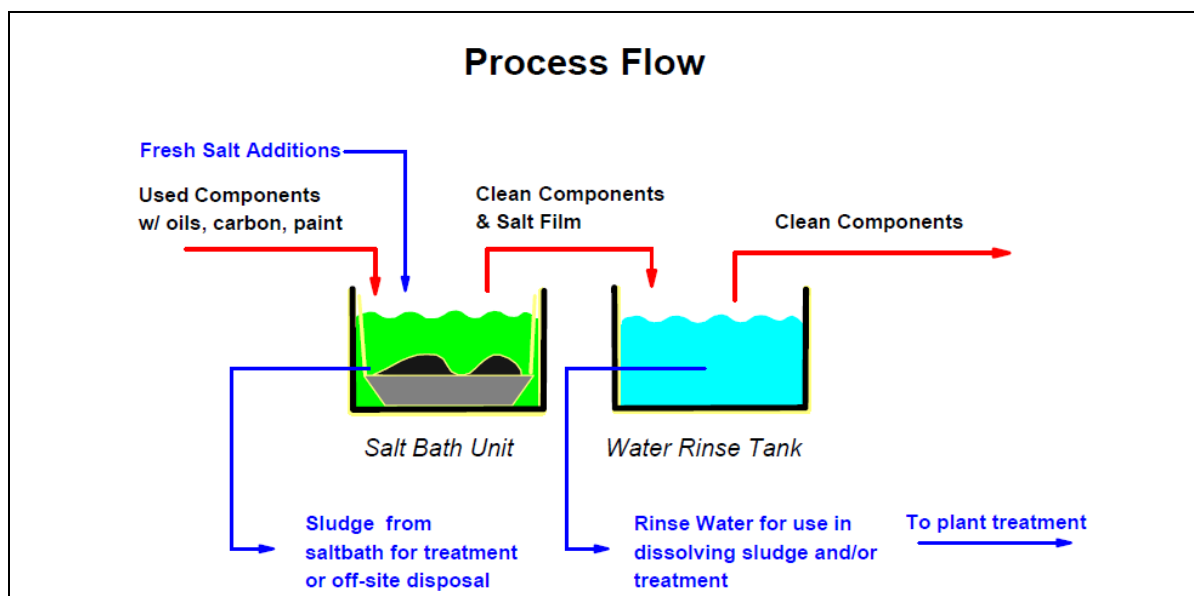 Process Flow
Fresh Salt Additions
Used Components
w/ oils, carbon, paint
Clean Components
& Salt Film
Clean Components
Salt Bath Unit
Water Rinse Tank
Sludge from
saltbath for treatment
or off-site disposal
Rinse Water for use in
dissolving sludge and/or
treatment
To plant treatment